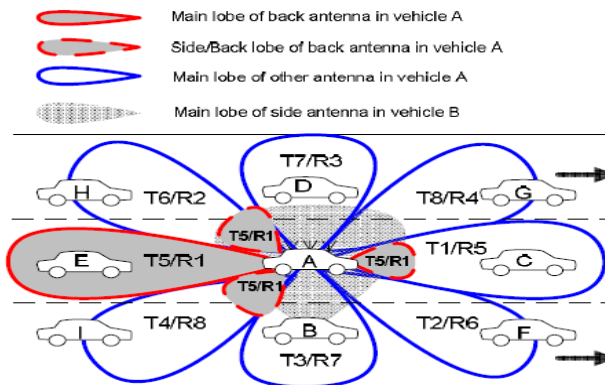 Main lobe of back antenna in vehicle A
Side/Back lobe of back antenna in vehicle A
Main lobe of other antenna in vehicle A
Main lobe of side antenna in vehicle B
T7/R3
H T6/R2 D T8/R4 G
T5/R1 T1/R5
E T5/R1 A T5/R1 C
T5/R1
I T4/R8 B T2/R6 F
T3/R7